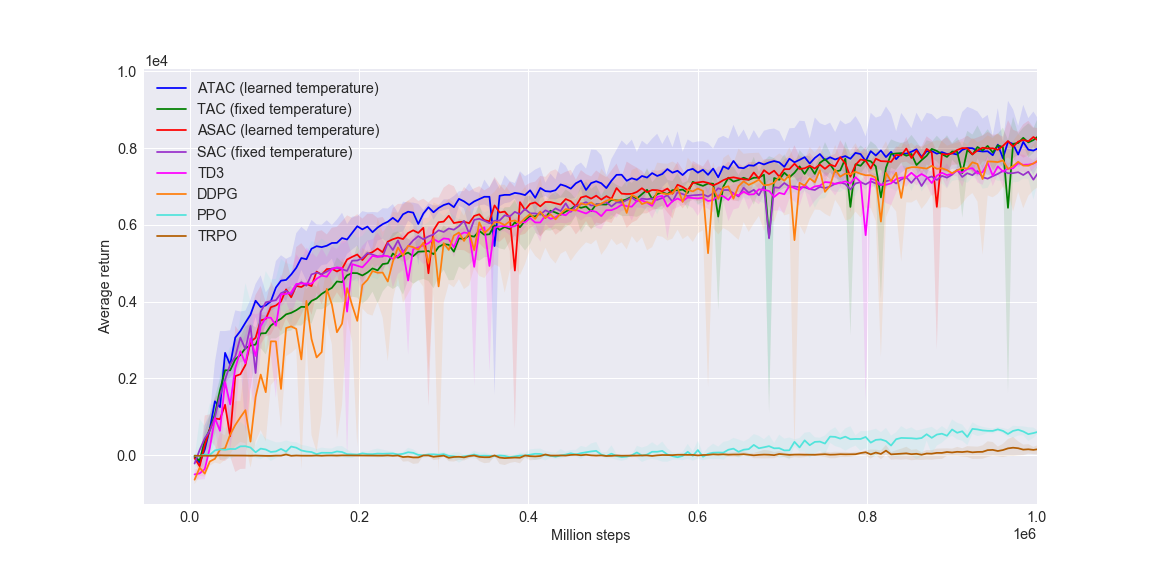 1e4
1.0
0.8
0.6
0.4
0.2
0.0
Average return
ATAC (learned temperature)
TAC (fixed temperature)
ASAC (learned temperature)
SAC (fixed temperature)
TD3
DDPG
PPO
TRPO
0.0 0.2 0.4 0.6 0.8 1.0
Million steps
1e6